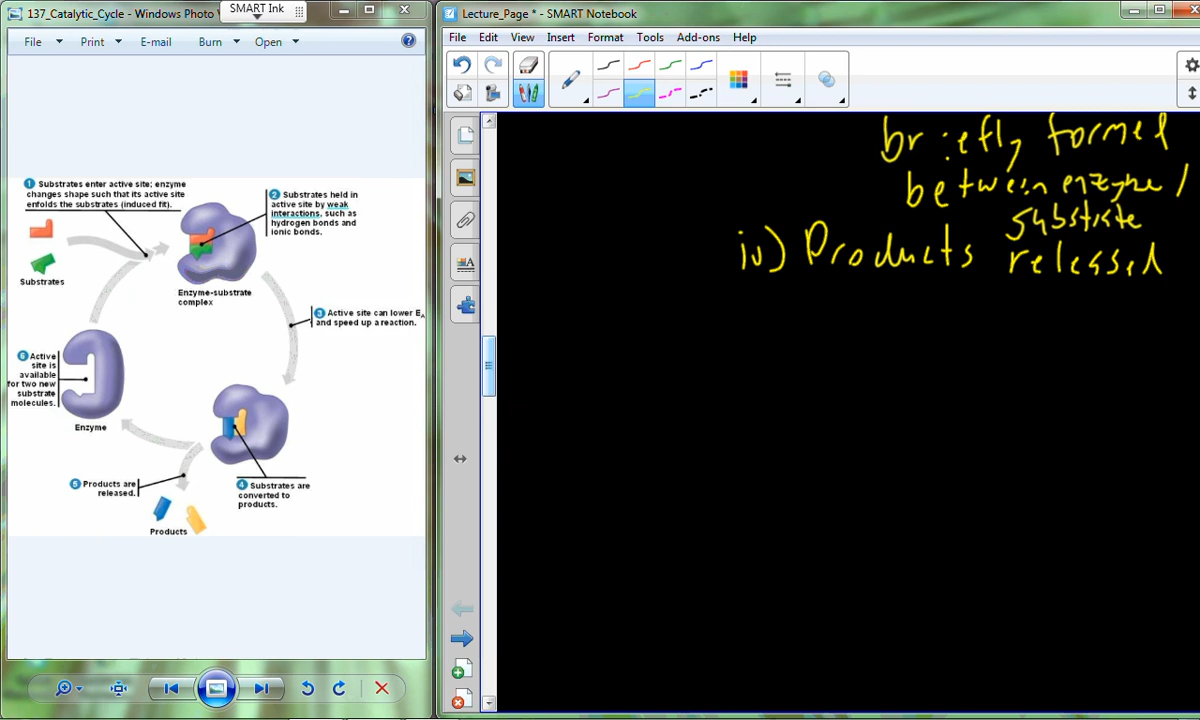 137_Catalytic_Cycle - Windows Photo V
SMART Ink
File Print E-mail Burn Open
1 Substrates enter active site; enzyme
changes shape such that its active site
enfolds the substrates (induced fit).
2 Substrates held in
active site by weak
interactions, such as
hydrogen bonds and
ionic bonds.
Substrates
Enzyme-substrate
complex
3 Active site can lower EA
and speed up a reaction.
6 Active
site is
available
for two new
substrate
molecules.
Enzyme
5 Products are
released.
4 Substrates are
converted to
products.
Products
Lecture_Page * - SMART Notebook
File Edit View Insert Format Tools Add-ons Help
briefly formed
between enzyme/
substrate
iv) Products released